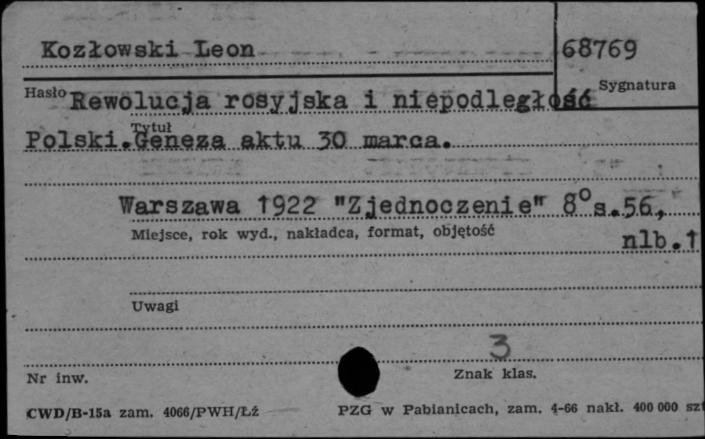 Kozłowski Leon 68769
Hasło Sygnatura
Rewolucja rosyjska i niepodległość
Tytuł
Polski.Geneza aktu 30 marca.
Warszawa 1922 "Zjednoczenie" 8° s.56,
Miejsce, rok wyd., nakładca, format, objętość
nlb.1
Uwagi
3
Nr inw. Znak klas.
CWD/B-15a zam. 4066/PWH/Łź PZG w Pabianicach, zam. 4-66 nakł. 400 000 szt